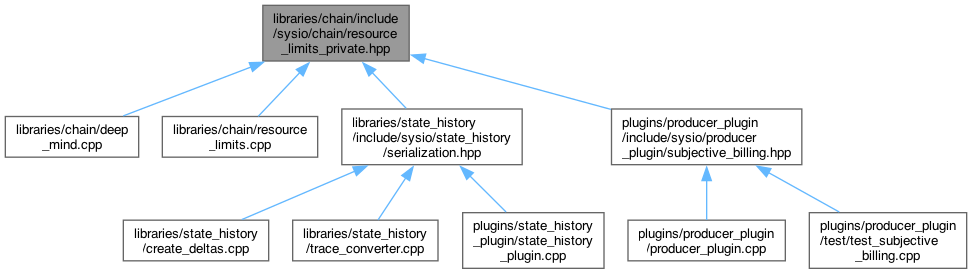 libraries/chain/include
/sysio/chain/resource
_limits_private.hpp
libraries/chain/deep
_mind.cpp
libraries/chain/resource
_limits.cpp
libraries/state_history
/include/sysio/state_history
/serialization.hpp
plugins/producer_plugin
/include/sysio/producer
_plugin/subjective_billing.hpp
libraries/state_history
/create_deltas.cpp
libraries/state_history
/trace_converter.cpp
plugins/state_history
_plugin/state_history
_plugin.cpp
plugins/producer_plugin
/producer_plugin.cpp
plugins/producer_plugin
/test/test_subjective
_billing.cpp